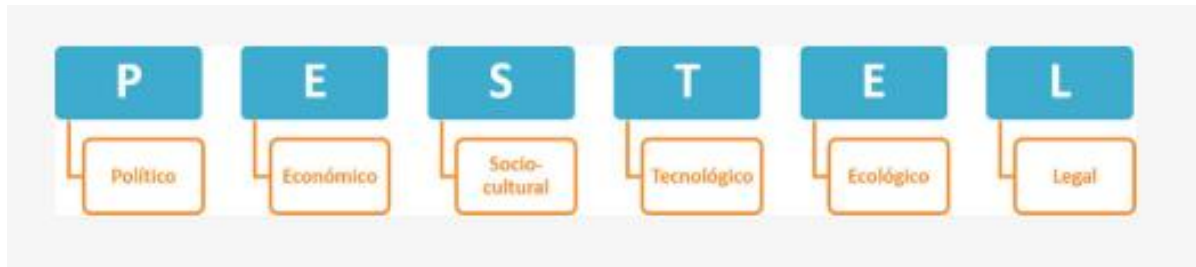 P E S T E L
Político Económico Socio-
cultural Tecnológico Ecológico Legal